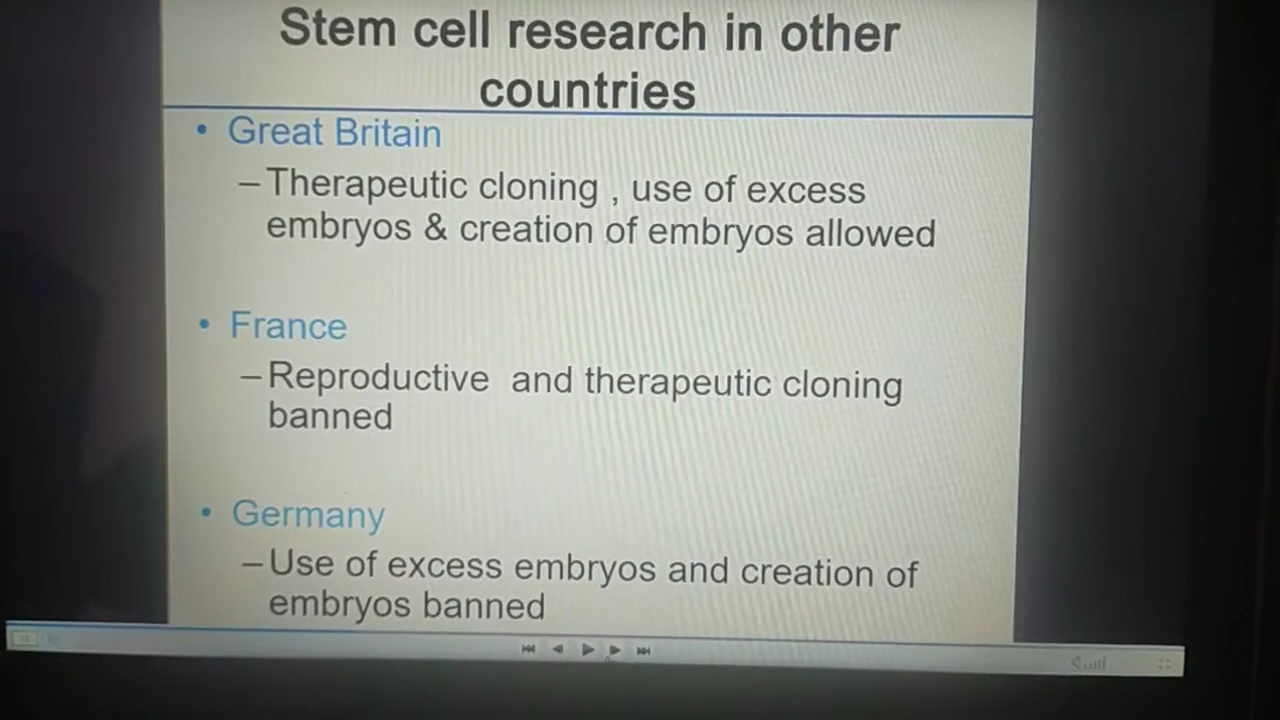 Stem cell research in other
countries
• Great Britain
–Therapeutic cloning , use of excess
embryos & creation of embryos allowed
• France
–Reproductive  and therapeutic cloning
banned
• Germany
–Use of excess embryos and creation of
embryos banned